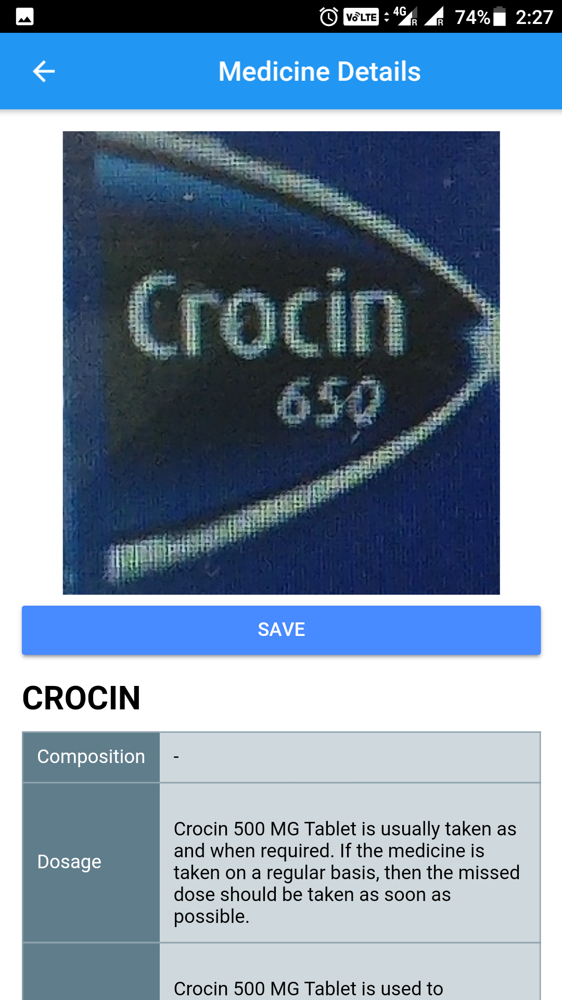 VoLTE 4G R R 74% 2:27
Medicine Details
Crocin
650
SAVE
CROCIN
Composition -
Dosage
Crocin 500 MG Tablet is usually taken as
and when required. If the medicine is
taken on a regular basis, then the missed
dose should be taken as soon as
possible.
Crocin 500 MG Tablet is used to